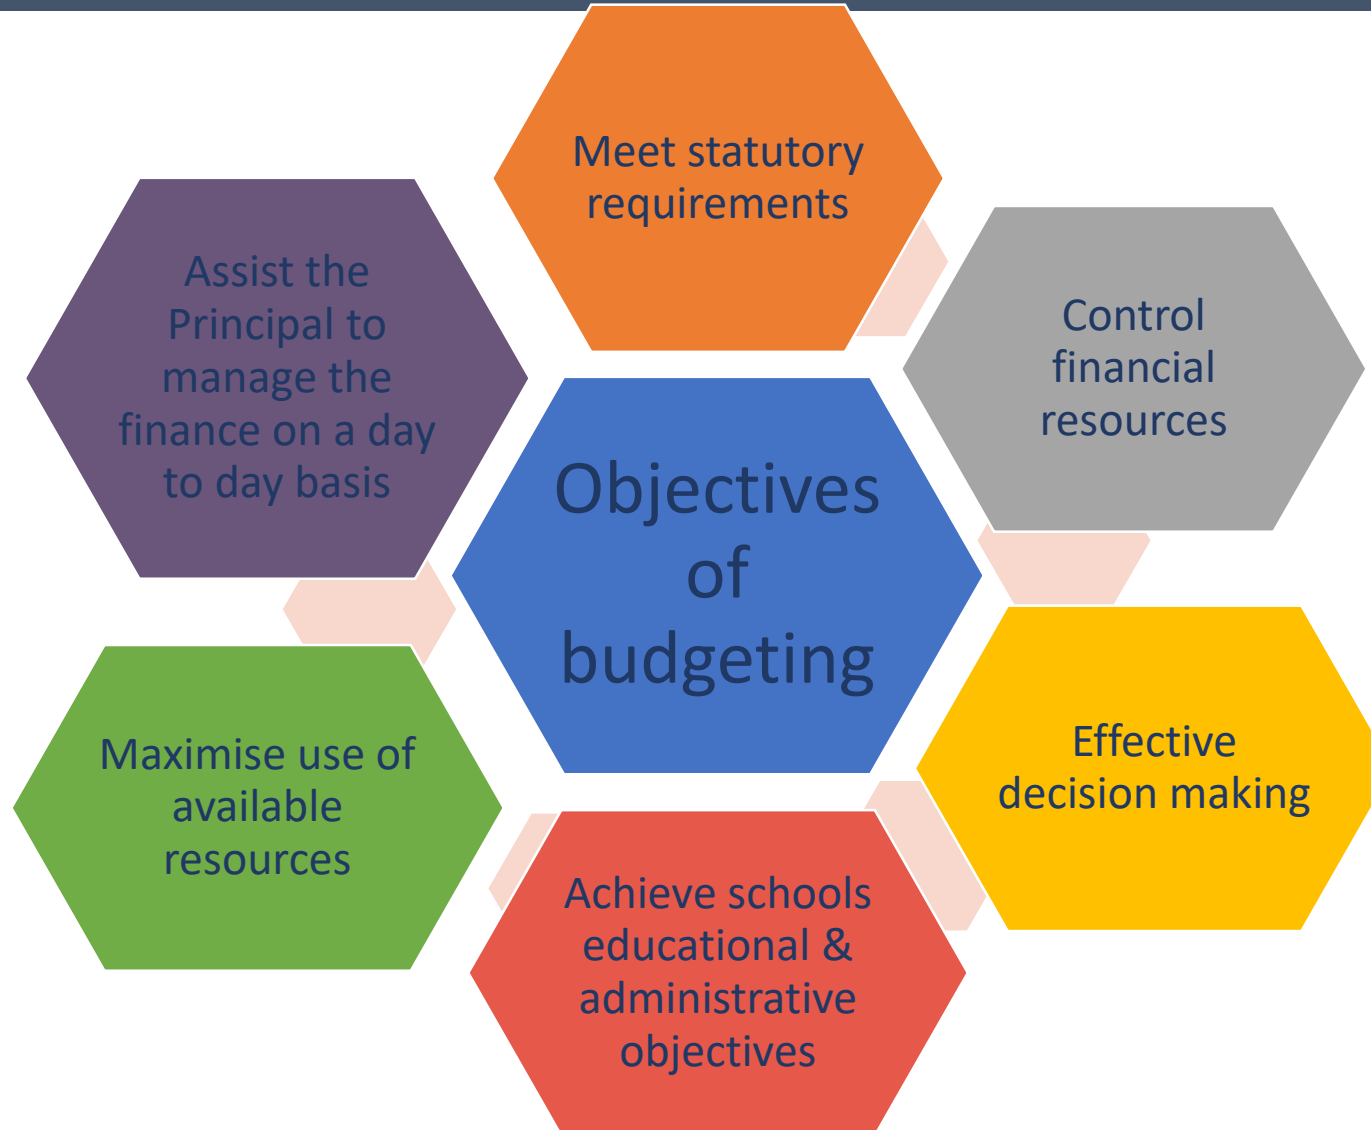 Meet statutory
requirements
Control
financial
resources
Effective
decision making
Achieve schools
educational &
administrative
objectives
Maximise use of
available
resources
Assist the
Principal to
manage the
finance on a day
to day basis
Objectives
of
budgeting